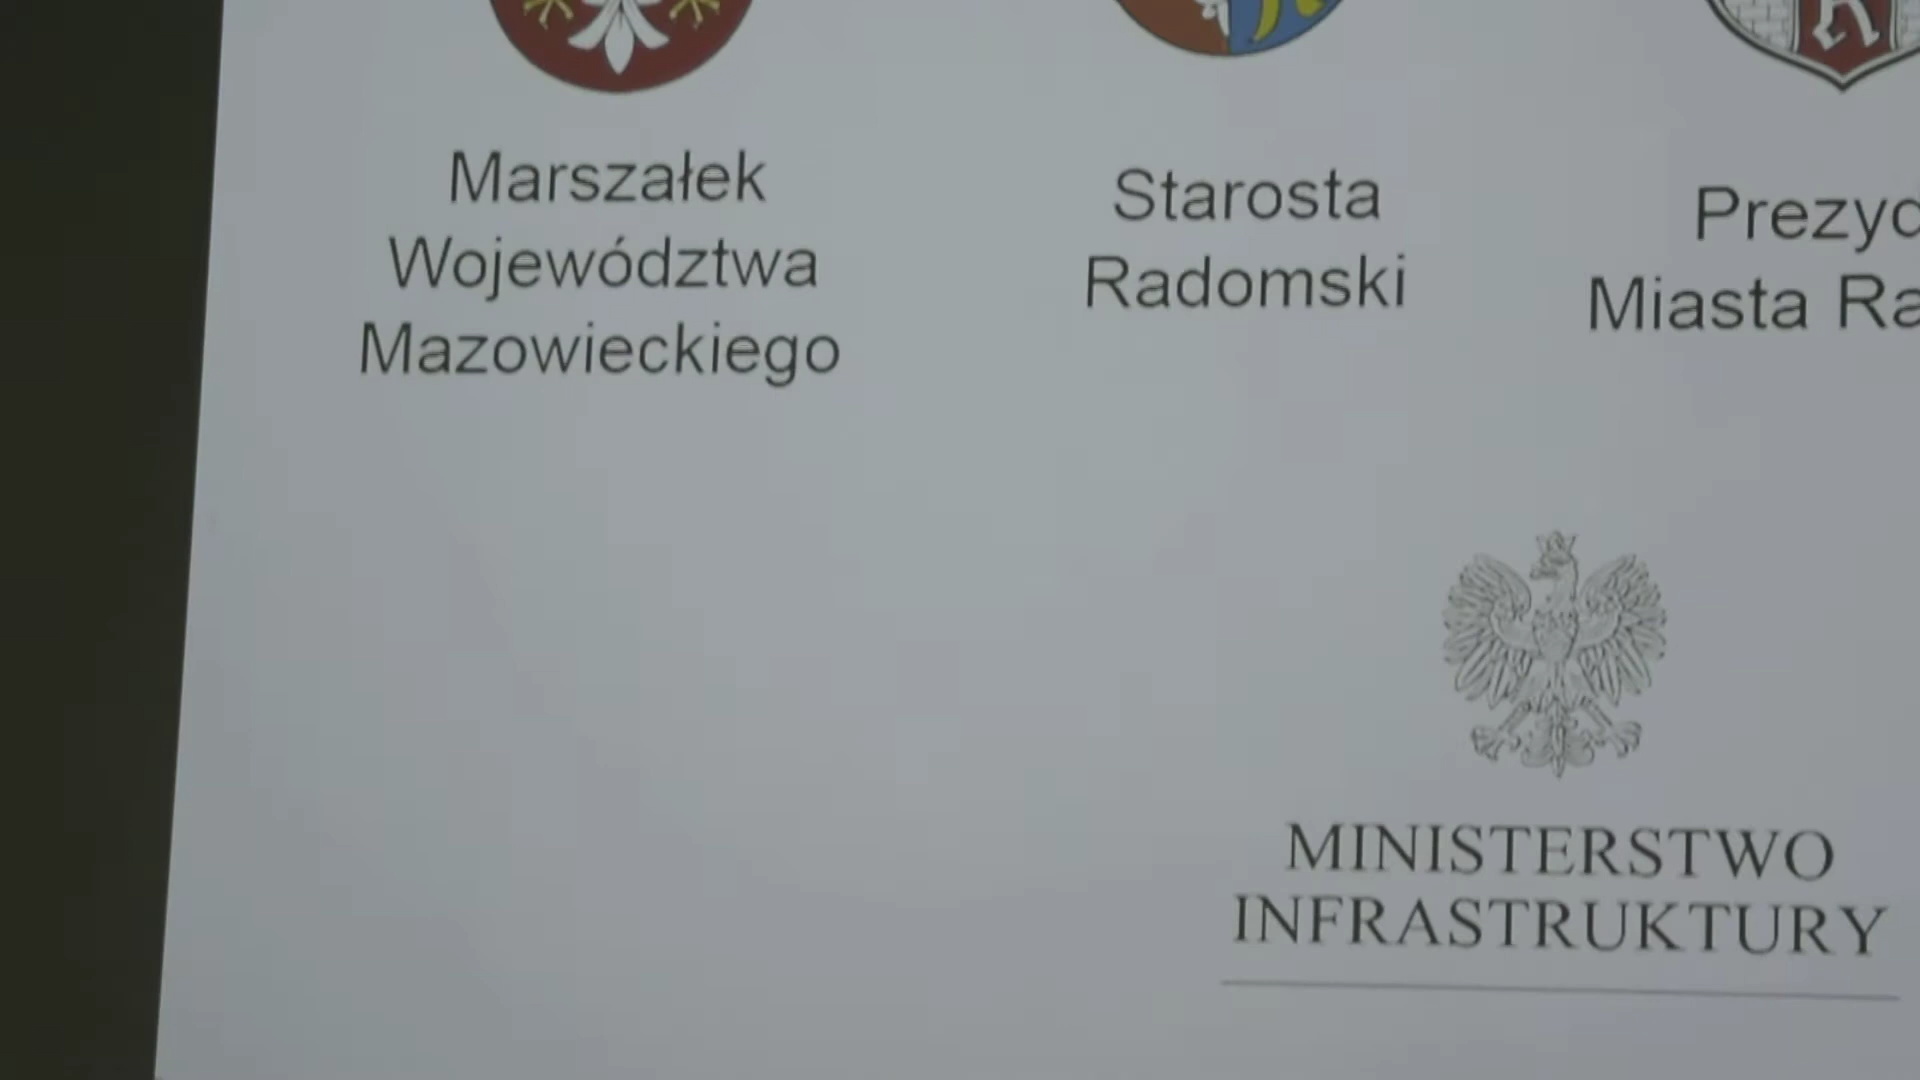 Marszałek
Województwa
Mazowieckiego
Starosta
Radomski
Miasta
MINISTERSTWO
INFRASTRUKTURY